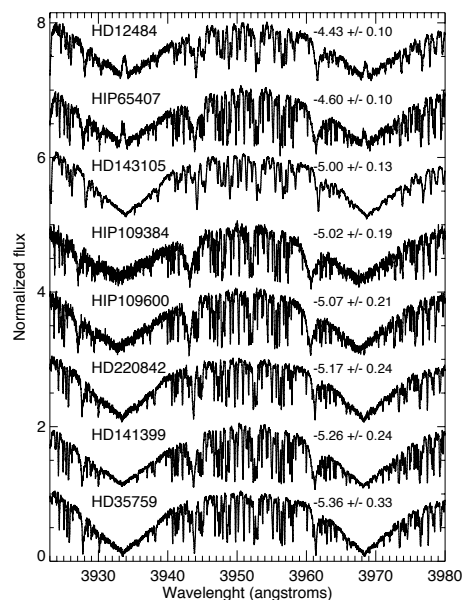 8
HD12484
-4.43 +/- 0.10
HIP65407
-4.60 +/- 0.10
6
HD143105
-5.00 +/- 0.13
HIP109384
-5.02 +/- 0.19
Normalized flux
4
HIP109600
-5.07 +/- 0.21
HD220842
-5.17 +/- 0.24
2
HD141399
-5.26 +/- 0.24
HD35759
-5.36 +/- 0.33
0
3930 3940 3950 3960 3970 3980
Wavelenght (angstroms)